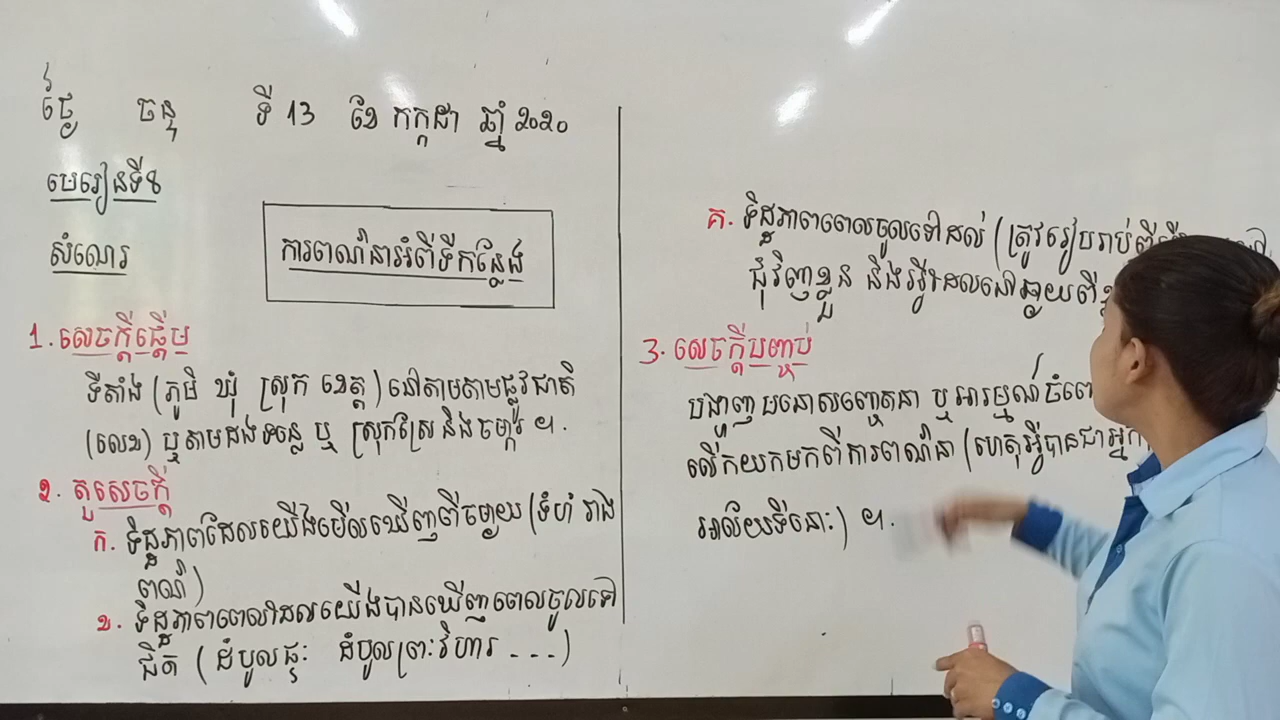 ថ្ងៃ ចន្ទ ទី 13 ខែ កក្កដា ឆ្នាំ ២០២០
មេរៀនទី៤
សំណេរ
ការពណ៌នាអំពីទីកន្លែង
1. សេចក្តីផ្តើម
ទីតាំង (ភូមិ ឃុំ ស្រុក ខេត្ត) នៅតាមតាមផ្លូវជាតិ
(លេខ) ឬតាមដងទន្លេ ឬ ស្រុកស្រែនិងចម្ការ ។
២. តួសេចក្តី
ក. ទិដ្ឋភាពដែលយើងមើលឃើញពីចម្ងាយ (ទំហំ រាង
ពណ៌)
ខ. ទិដ្ឋភាពពេលដែលយើងបានឃើញពេលចូលទៅ
ជិត (ដំបូលផ្ទះ ដំបូលព្រះវិហារ ---)
គ. ទិដ្ឋភាពពេលចូលទៅដល់ (ត្រូវរៀបរាប់ពី
ជុំវិញខ្លួន និងអ្វីដែលនៅឆ្ងាយពី
3. សេចក្តីបញ្ចប់
បង្ហាញមនោសញ្ចេតនា ឬ អារម្មណ៍
លើកយកមកពីការពណ៌នា (ហេតុអ្វីបានជាអ្នក
អាល័យទីនោះ) ។